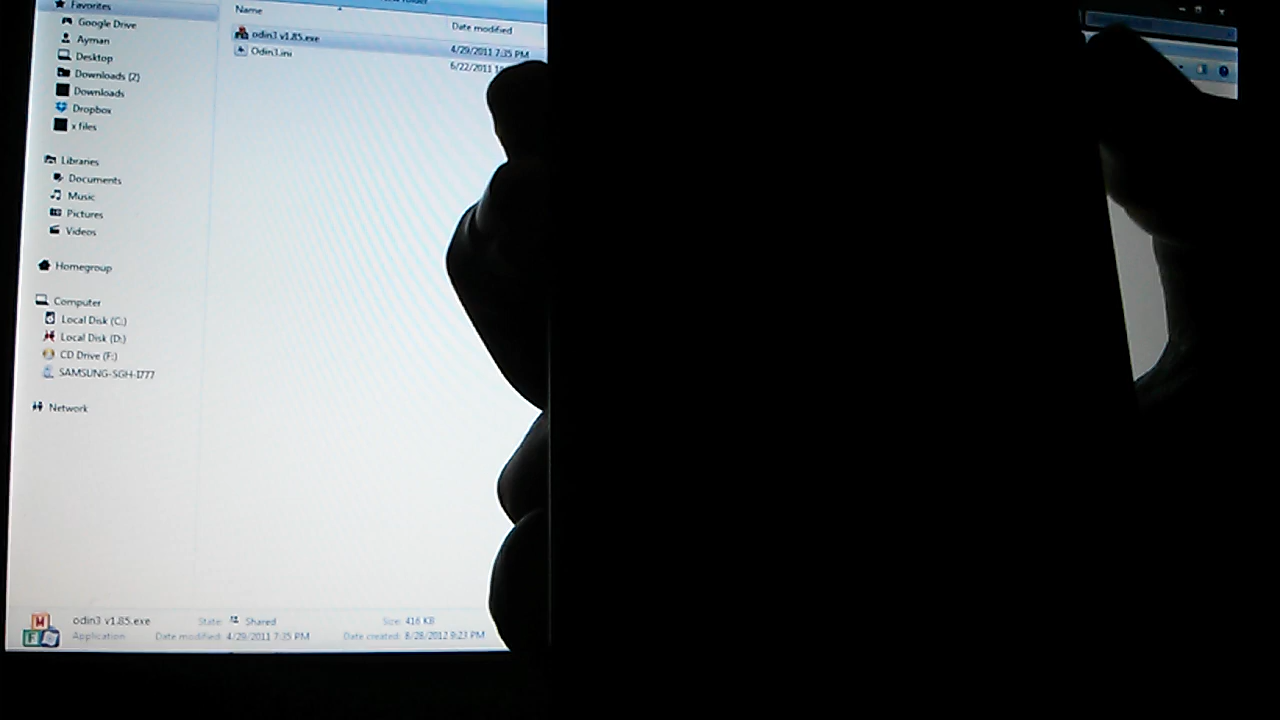 Favorites
Google Drive
Ayman
Desktop
Downloads (2)
Downloads
Dropbox
x files
Libraries
Documents
Music
Pictures
Videos
Homegroup
Computer
Local Disk (C:)
Local Disk (D:)
CD Drive (F:)
SAMSUNG-SGH-I777
Network
Name
Date modified
odin3 v1.85.exe
4/29/2011 7:35 PM
Odin3.ini
6/22/2011
odin3 v1.85.exe
State: Shared
Size: 416 KB
Application
Date modified: 4/29/2011 7:35 PM
Date created: 8/28/2012 9:23 PM
M
F